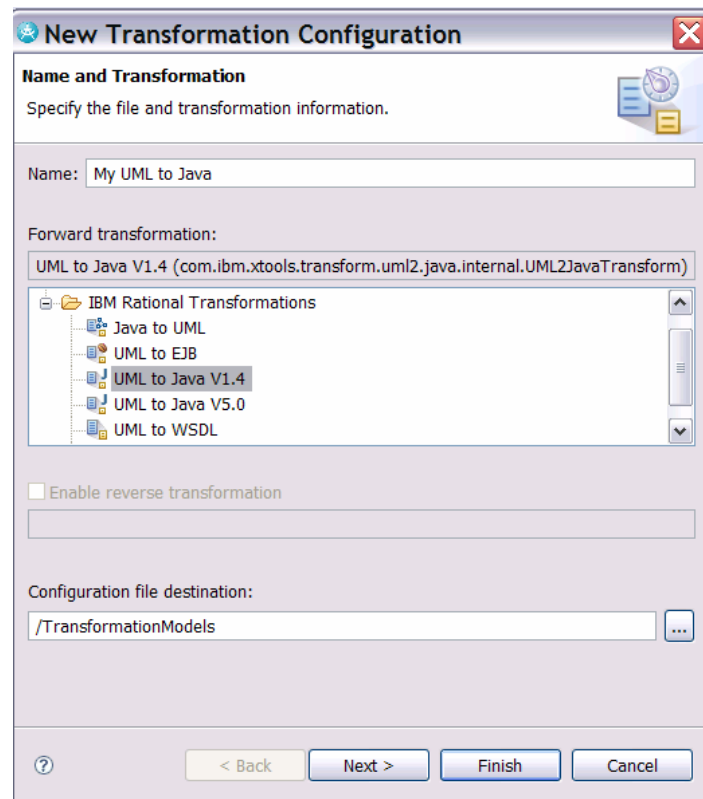 New Transformation Configuration
Name and Transformation
Specify the file and transformation information.
Name: My UML to Java
Forward transformation:
UML to Java V1.4 (com.ibm.xtools.transform.uml2.java.internal.UML2JavaTransform)
IBM Rational Transformations
Java to UML
UML to EJB
UML to Java V1.4
UML to Java V5.0
UML to WSDL
Enable reverse transformation
Configuration file destination:
/TransformationModels ...
? < Back Next > Finish Cancel